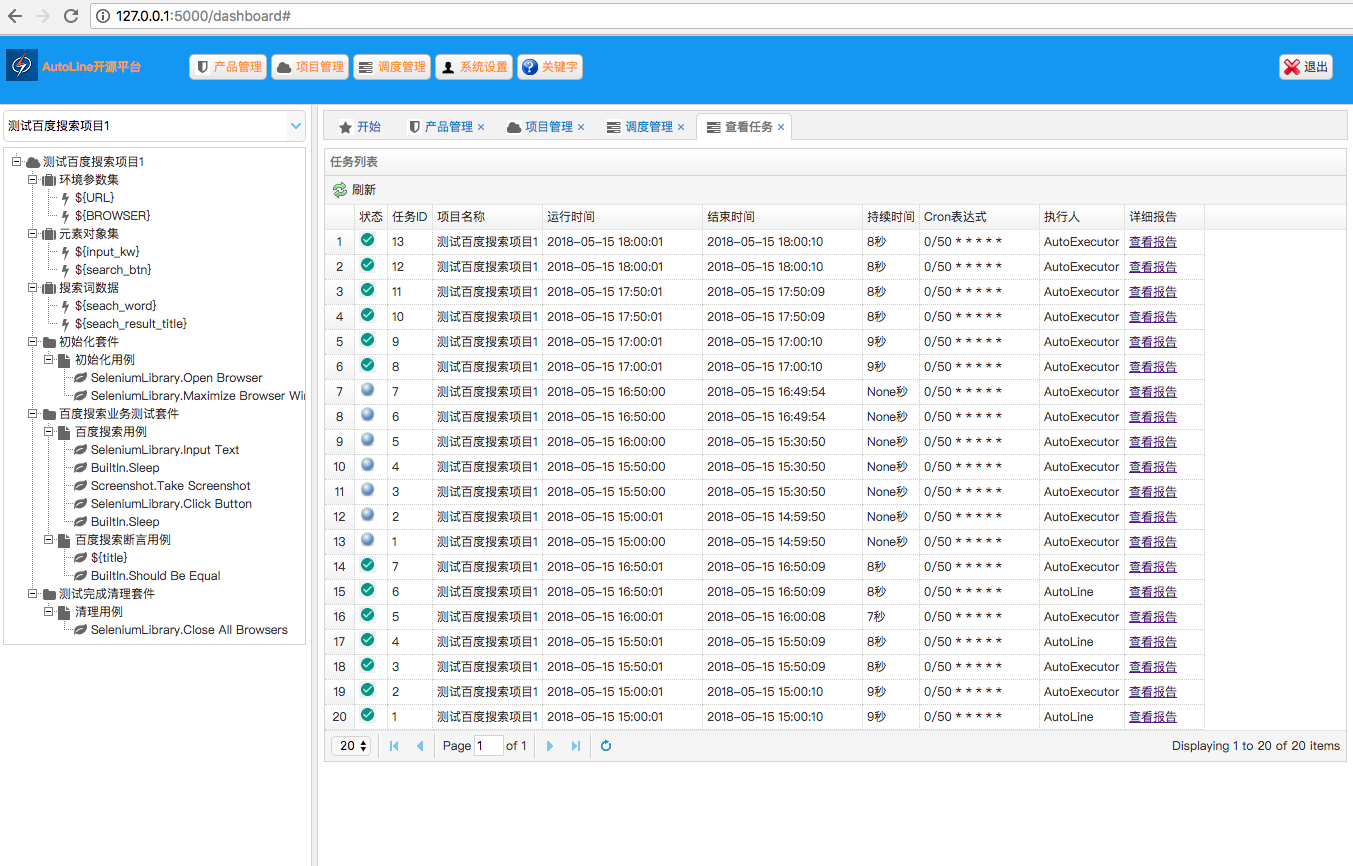 127.0.0.1:5000/dashboard#
AutoLine开源平台
产品管理 项目管理 调度管理 系统设置 关键字 退出
测试百度搜索项目1
测试百度搜索项目1
环境参数集
${URL}
${BROWSER}
元素对象集
${input_kw}
${search_btn}
搜索词数据
${seach_word}
${seach_result_title}
初始化套件
初始化用例
SeleniumLibrary.Open Browser
SeleniumLibrary.Maximize Browser Win
百度搜索业务测试套件
百度搜索用例
SeleniumLibrary.Input Text
BuiltIn.Sleep
Screenshot.Take Screenshot
SeleniumLibrary.Click Button
BuiltIn.Sleep
百度搜索断言用例
${title}
BuiltIn.Should Be Equal
测试完成清理套件
清理用例
SeleniumLibrary.Close All Browsers
开始 产品管理 × 项目管理 × 调度管理 × 查看任务 ×
任务列表
刷新
状态 任务ID 项目名称 运行时间 结束时间 持续时间 Cron表达式 执行人 详细报告
1 13 测试百度搜索项目1 2018-05-15 18:00:01 2018-05-15 18:00:10 8秒 0/50 * * * * * AutoExecutor 查看报告
2 12 测试百度搜索项目1 2018-05-15 18:00:01 2018-05-15 18:00:10 8秒 0/50 * * * * * AutoExecutor 查看报告
3 11 测试百度搜索项目1 2018-05-15 17:50:01 2018-05-15 17:50:09 8秒 0/50 * * * * * AutoExecutor 查看报告
4 10 测试百度搜索项目1 2018-05-15 17:50:01 2018-05-15 17:50:09 8秒 0/50 * * * * * AutoExecutor 查看报告
5 9 测试百度搜索项目1 2018-05-15 17:00:01 2018-05-15 17:00:10 9秒 0/50 * * * * * AutoExecutor 查看报告
6 8 测试百度搜索项目1 2018-05-15 17:00:01 2018-05-15 17:00:10 9秒 0/50 * * * * * AutoExecutor 查看报告
7 7 测试百度搜索项目1 2018-05-15 16:50:00 2018-05-15 16:49:54 None秒 0/50 * * * * * AutoExecutor 查看报告
8 6 测试百度搜索项目1 2018-05-15 16:50:00 2018-05-15 16:49:54 None秒 0/50 * * * * * AutoExecutor 查看报告
9 5 测试百度搜索项目1 2018-05-15 16:00:00 2018-05-15 15:30:50 None秒 0/50 * * * * * AutoExecutor 查看报告
10 4 测试百度搜索项目1 2018-05-15 15:50:00 2018-05-15 15:30:50 None秒 0/50 * * * * * AutoExecutor 查看报告
11 3 测试百度搜索项目1 2018-05-15 15:50:00 2018-05-15 15:30:50 None秒 0/50 * * * * * AutoExecutor 查看报告
12 2 测试百度搜索项目1 2018-05-15 15:00:01 2018-05-15 14:59:50 None秒 0/50 * * * * * AutoExecutor 查看报告
13 1 测试百度搜索项目1 2018-05-15 15:00:00 2018-05-15 14:59:50 None秒 0/50 * * * * * AutoExecutor 查看报告
14 7 测试百度搜索项目1 2018-05-15 16:50:01 2018-05-15 16:50:09 8秒 0/50 * * * * * AutoExecutor 查看报告
15 6 测试百度搜索项目1 2018-05-15 16:50:01 2018-05-15 16:50:09 8秒 0/50 * * * * * AutoLine 查看报告
16 5 测试百度搜索项目1 2018-05-15 16:00:01 2018-05-15 16:00:08 7秒 0/50 * * * * * AutoExecutor 查看报告
17 4 测试百度搜索项目1 2018-05-15 15:50:01 2018-05-15 15:50:09 8秒 0/50 * * * * * AutoLine 查看报告
18 3 测试百度搜索项目1 2018-05-15 15:50:01 2018-05-15 15:50:09 8秒 0/50 * * * * * AutoExecutor 查看报告
19 2 测试百度搜索项目1 2018-05-15 15:00:01 2018-05-15 15:00:10 9秒 0/50 * * * * * AutoExecutor 查看报告
20 1 测试百度搜索项目1 2018-05-15 15:00:01 2018-05-15 15:00:10 9秒 0/50 * * * * * AutoLine 查看报告
20 Page 1 of 1 Displaying 1 to 20 of 20 items